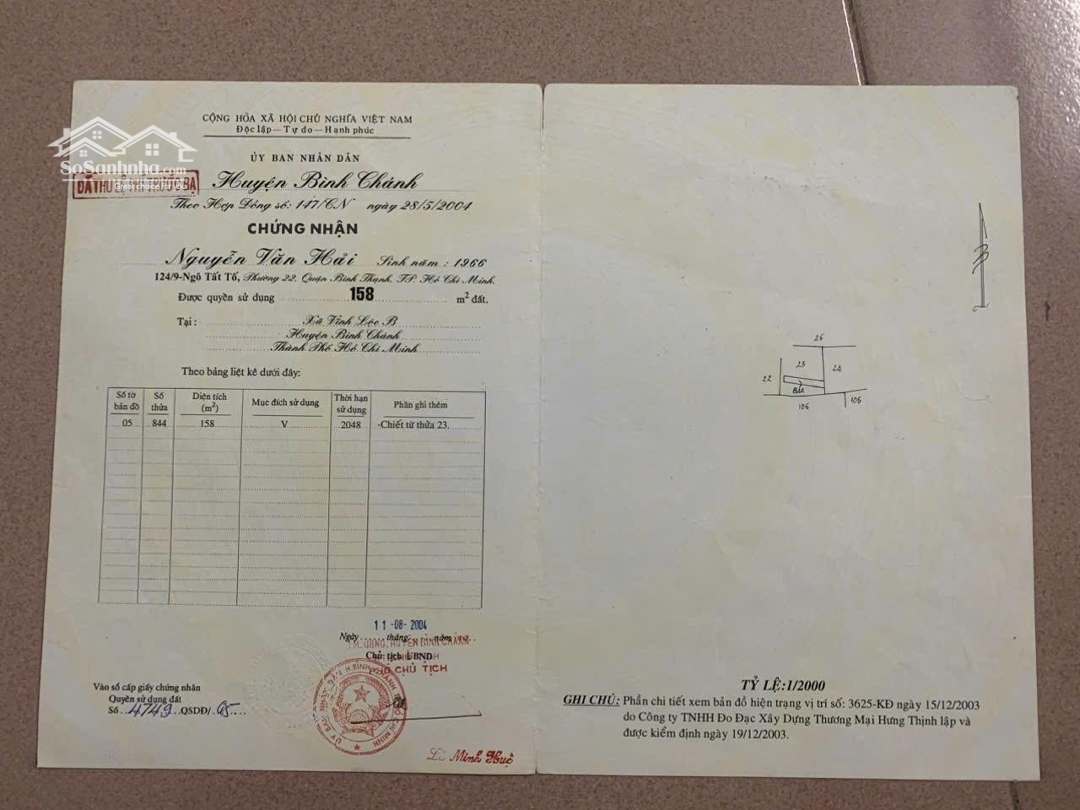 CỘNG HÒA XÃ HỘI CHỦ NGHĨA VIỆT NAM
Độc lập — Tự do — Hạnh phúc
ỦY BAN NHÂN DÂN
SoSanhnha.com
Huyện Bình Chánh
Theo Hợp Đồng số: 147/CN ngày 28/5/2004
CHỨNG NHẬN
Nguyễn Văn Hải Sinh năm: 1966
124/9-Ngô Tất Tố, Phường 22, Quận Bình Thạnh, TP. Hồ Chí Minh.
Được quyền sử dụng 158 m2 đất.
Tại: Xã Vĩnh Lộc B
Huyện Bình Chánh
Thành Phố Hồ Chí Minh
Theo bảng liệt kê dưới đây:
Số tờ bản đồ Số thửa Diện tích (m2) Mục đích sử dụng Thời hạn sử dụng Phần ghi thêm
05 844 158 V 2048 -Chiết từ thửa 23.
11-08-2004
Ngày tháng năm
TM. UBND. HUYỆN BÌNH CHÁNH
Chủ tịch UBND
PHÓ CHỦ TỊCH
Vào sổ cấp giấy chứng nhận
Quyền sử dụng đất
Số 4749 QSDĐ/
26
23
24
22
844
106
106
TỶ LỆ:1/2000
GHI CHÚ: Phần chi tiết xem bản đồ hiện trạng vị trí số: 3625-KĐ ngày 15/12/2003
do Công ty TNHH Đo Đạc Xây Dựng Thương Mại Hưng Thịnh lập và
được kiểm định ngày 19/12/2003.